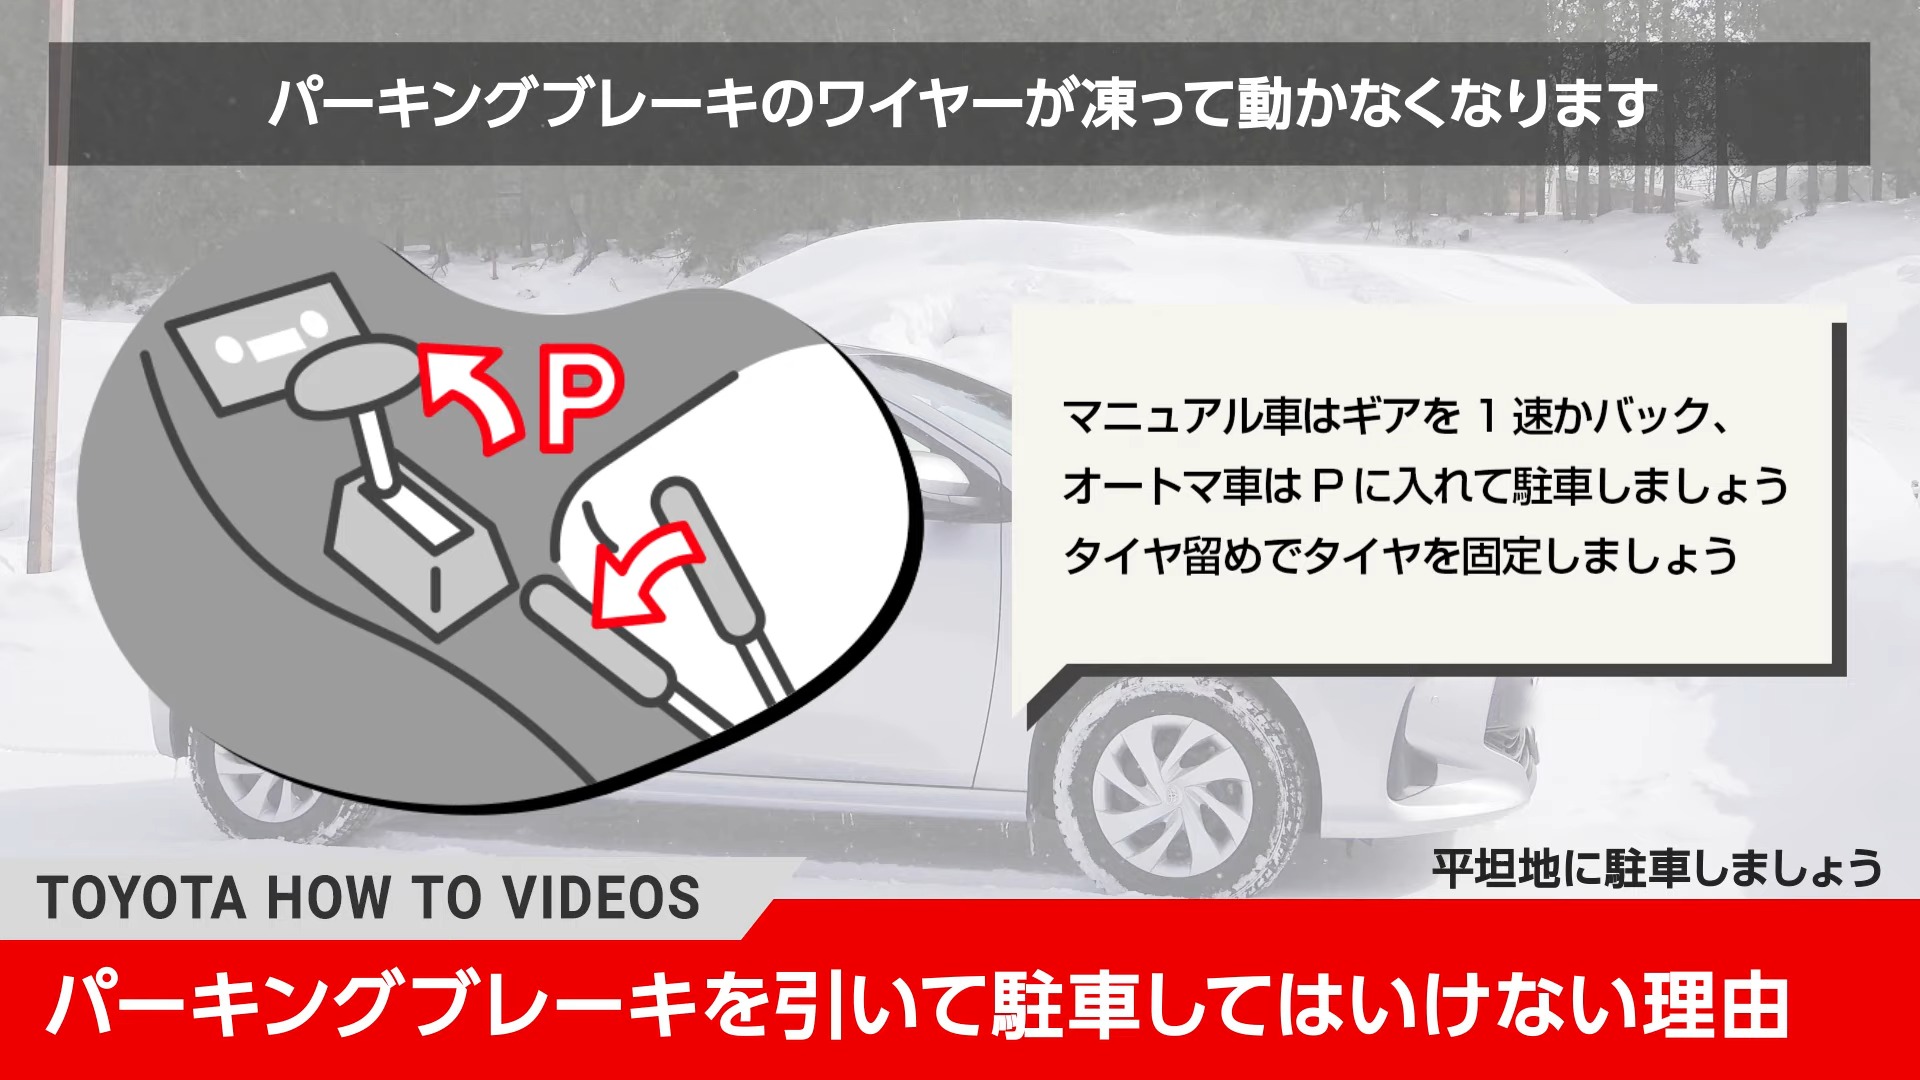 パーキングブレーキのワイヤーが凍って動かなくなります
P
マニュアル車はギアを 1 速かバック、
オートマ車は P に入れて駐車しましょう
タイヤ留めでタイヤを固定しましょう
平坦地に駐車しましょう
TOYOTA HOW TO VIDEOS
パーキングブレーキを引いて駐車してはいけない理由